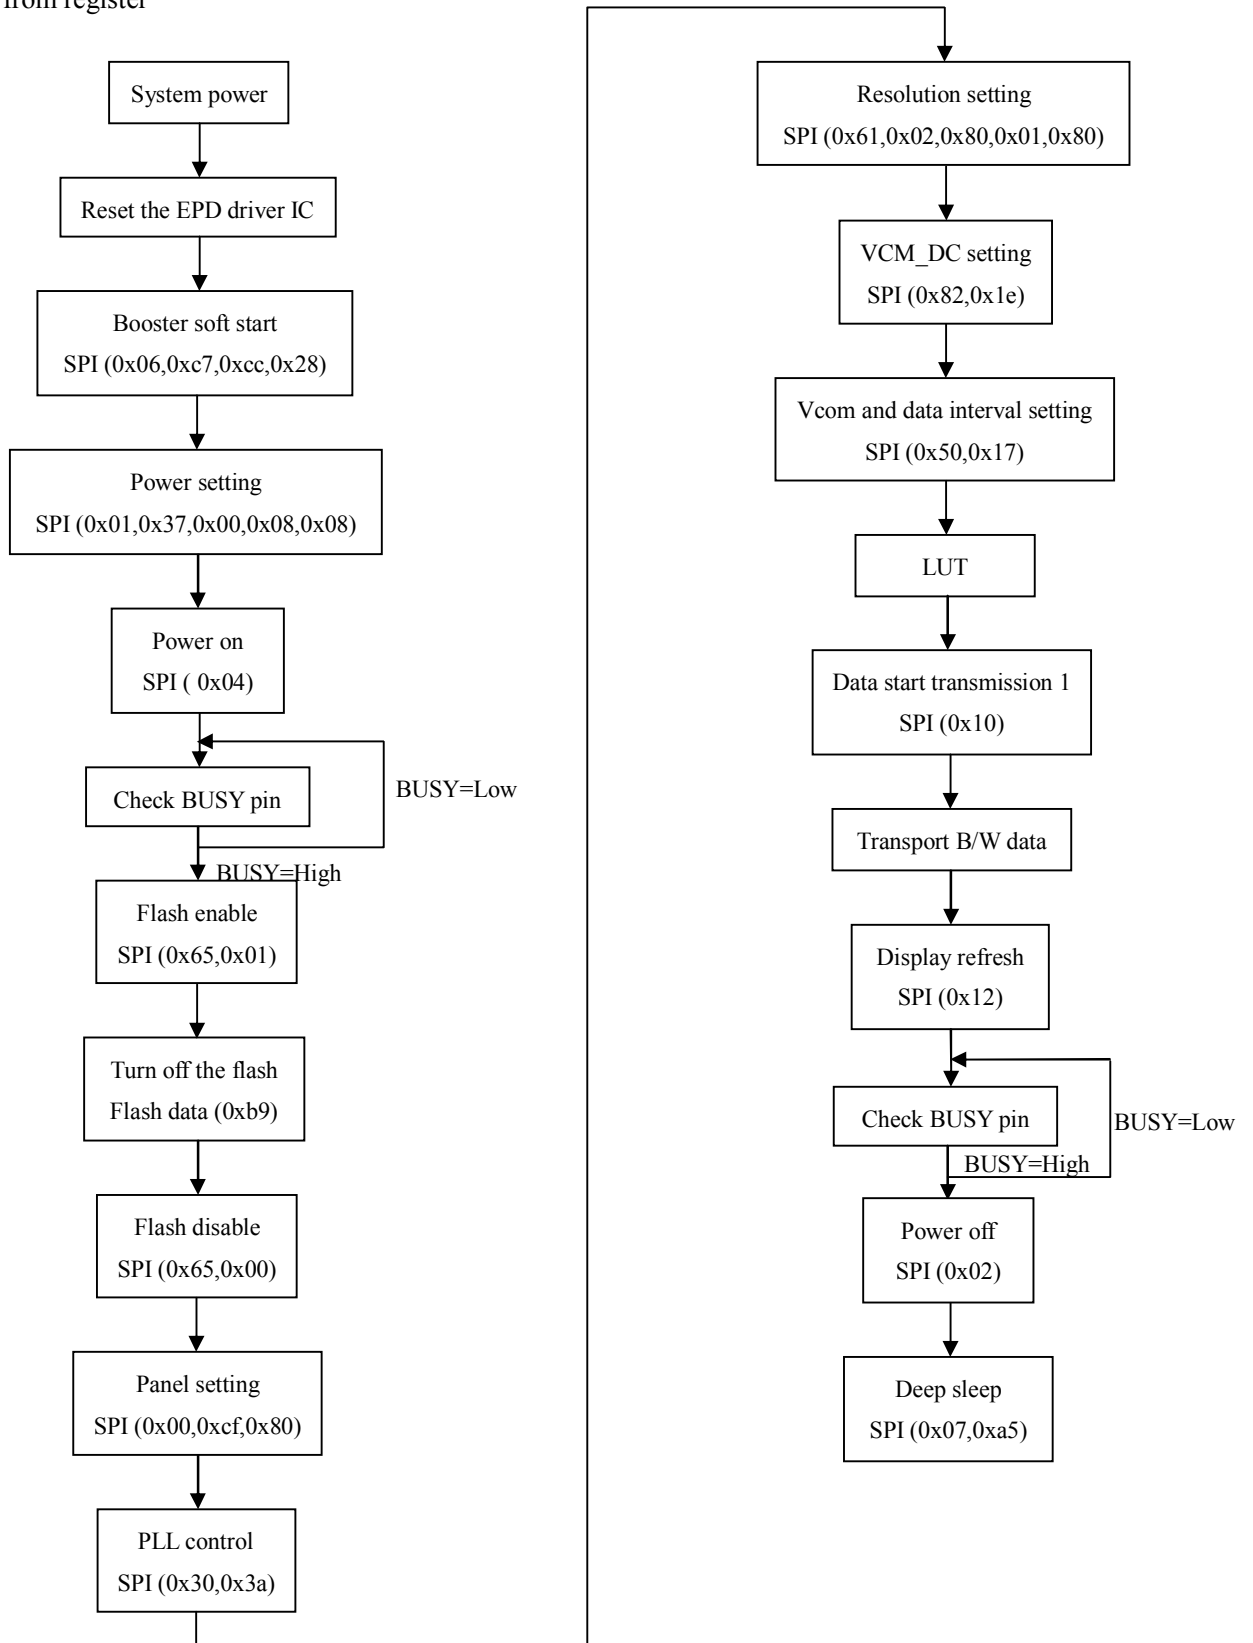 from register
System power
Reset the EPD driver IC
Booster soft start
SPI (0x06,0xc7,0xcc,0x28)
Power setting
SPI (0x01,0x37,0x00,0x08,0x08)
Power on
SPI ( 0x04)
Check BUSY pin
BUSY=Low
BUSY=High
Flash enable
SPI (0x65,0x01)
Turn off the flash
Flash data (0xb9)
Flash disable
SPI (0x65,0x00)
Panel setting
SPI (0x00,0xcf,0x80)
PLL control
SPI (0x30,0x3a)
Resolution setting
SPI (0x61,0x02,0x80,0x01,0x80)
VCM_DC setting
SPI (0x82,0x1e)
Vcom and data interval setting
SPI (0x50,0x17)
LUT
Data start transmission 1
SPI (0x10)
Transport B/W data
Display refresh
SPI (0x12)
Check BUSY pin
BUSY=Low
BUSY=High
Power off
SPI (0x02)
Deep sleep
SPI (0x07,0xa5)